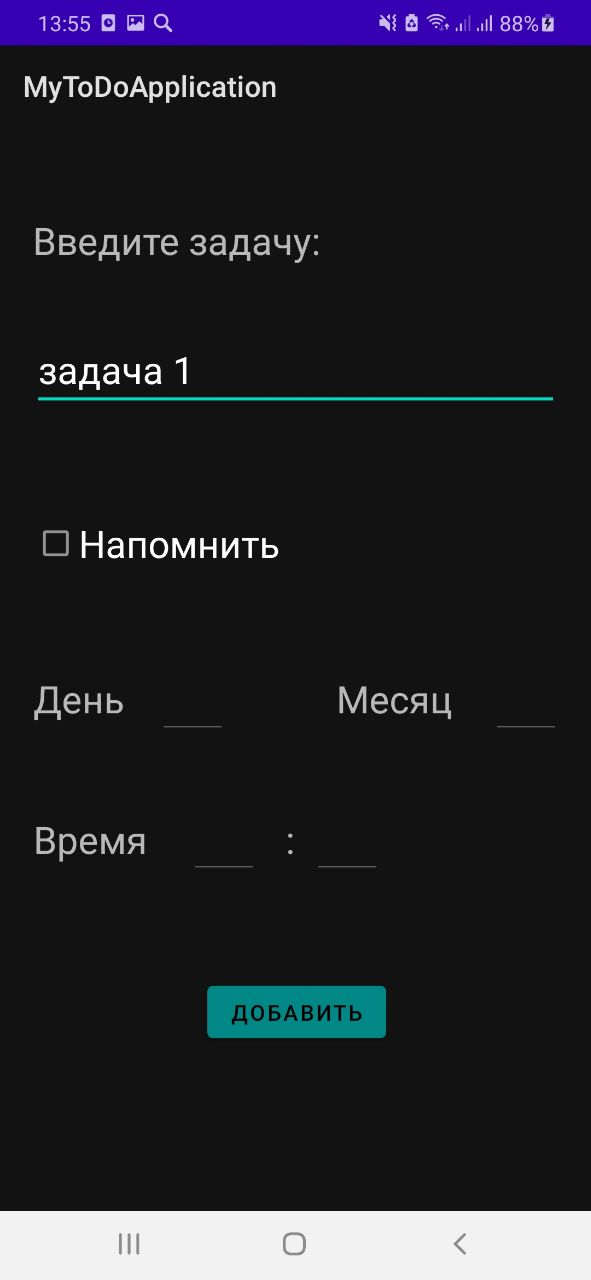 13:55 88%
MyToDoApplication
Введите задачу:
задача 1
Напомнить
День Месяц
Время :
ДОБАВИТЬ